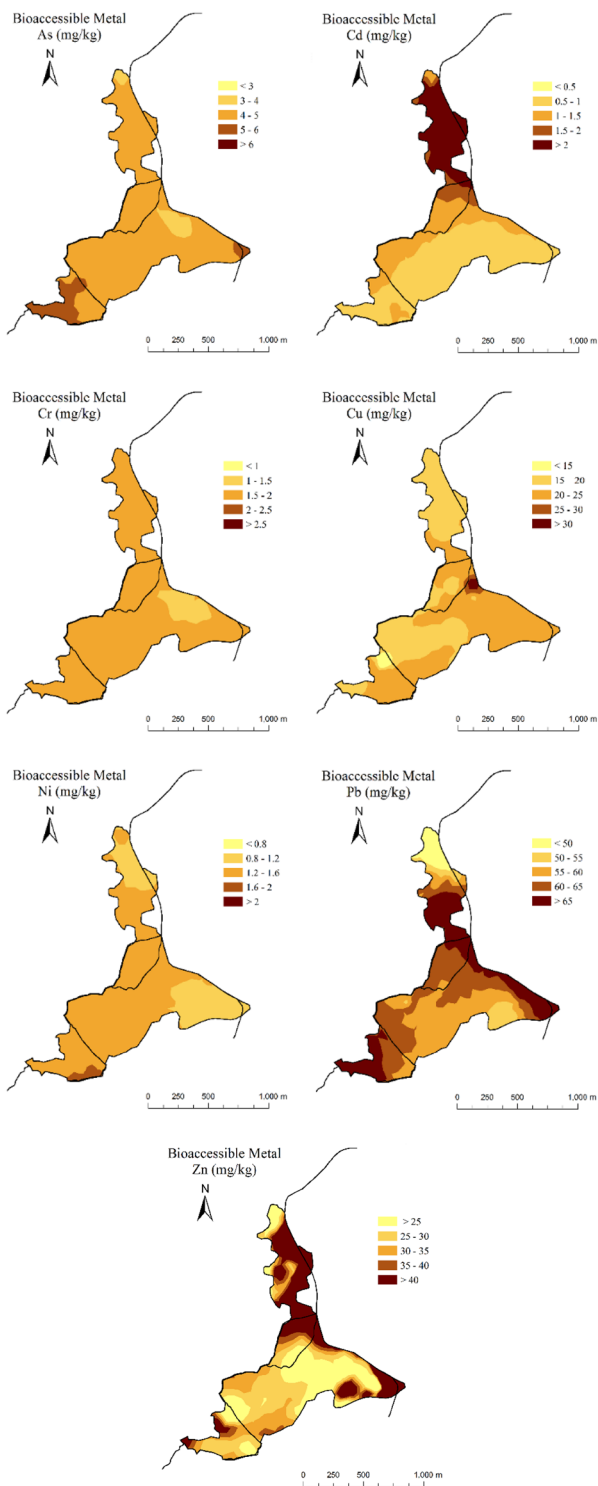 Bioaccessible Metal
As (mg/kg)
N
< 3
3 - 4
4 - 5
5 - 6
> 6
0 250 500 1,000 m
Bioaccessible Metal
Cd (mg/kg)
N
< 0.5
0.5 - 1
1 - 1.5
1.5 - 2
> 2
0 250 500 1,000 m
Bioaccessible Metal
Cr (mg/kg)
N
< 1
1 - 1.5
1.5 - 2
2 - 2.5
> 2.5
0 250 500 1,000 m
Bioaccessible Metal
Cu (mg/kg)
N
< 15
15 20
20 - 25
25 - 30
> 30
0 250 500 1,000 m
Bioaccessible Metal
Ni (mg/kg)
N
< 0.8
0.8 - 1.2
1.2 - 1.6
1.6 - 2
> 2
0 250 500 1,000 m
Bioaccessible Metal
Pb (mg/kg)
N
< 50
50 - 55
55 - 60
60 - 65
> 65
0 250 500 1,000 m
Bioaccessible Metal
Zn (mg/kg)
N
> 25
25 - 30
30 - 35
35 - 40
> 40
0 250 500 1,000 m